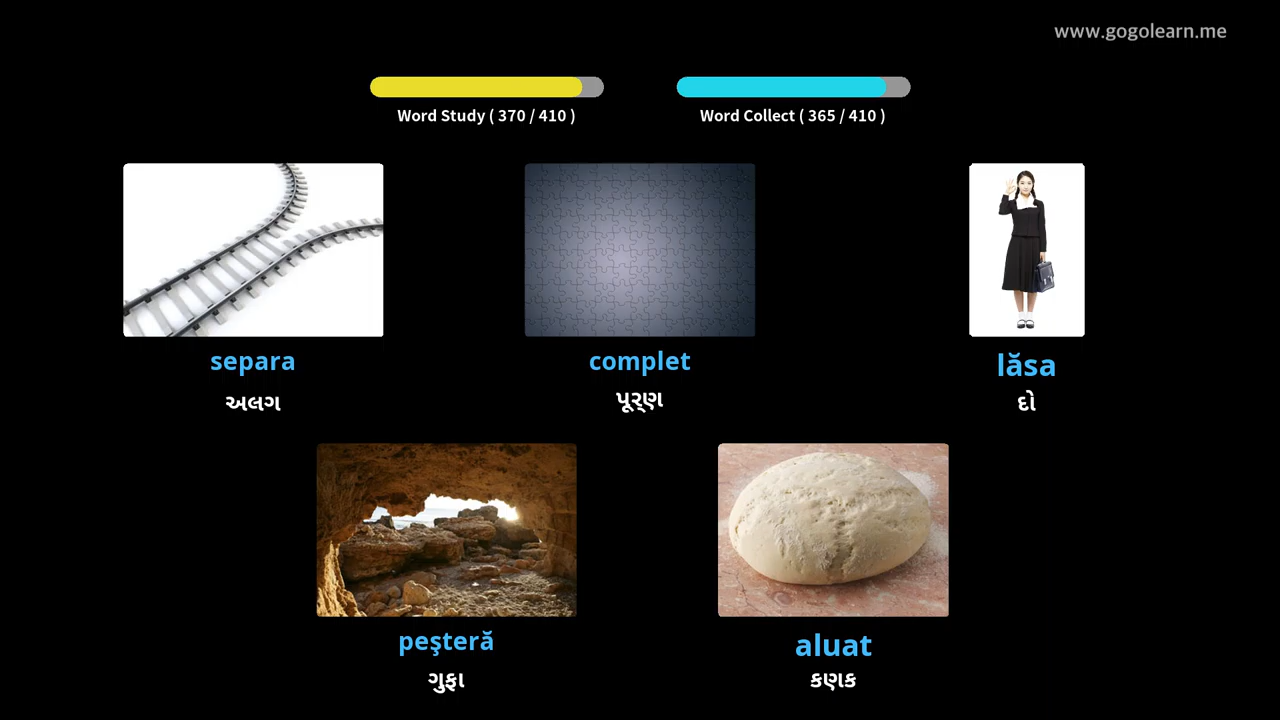 www.gogolearn.me
Word Study ( 370 / 410 )
Word Collect ( 365 / 410 )
separa
complet
lăsa
અલગ
પૂર્ણ
દો
peşteră
aluat
ગુફા
કણક